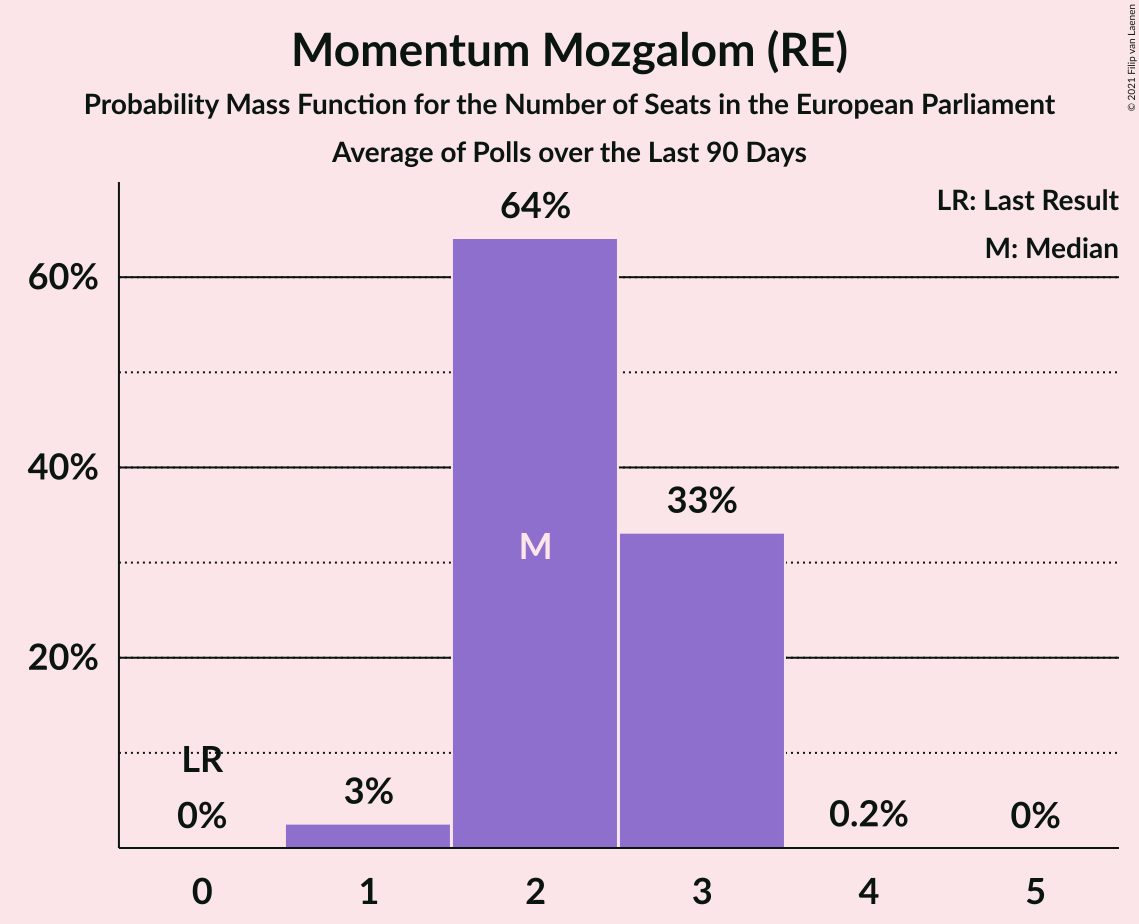 Momentum Mozgalom (RE)
Probability Mass Function for the Number of Seats in the European Parliament
Average of Polls over the Last 90 Days
© 2021 Filip van Laenen
LR: Last Result
M: Median
64%
60%
40%
33%
M
20%
LR
0%
3%
0.2%
0%
0 1 2 3 4 5